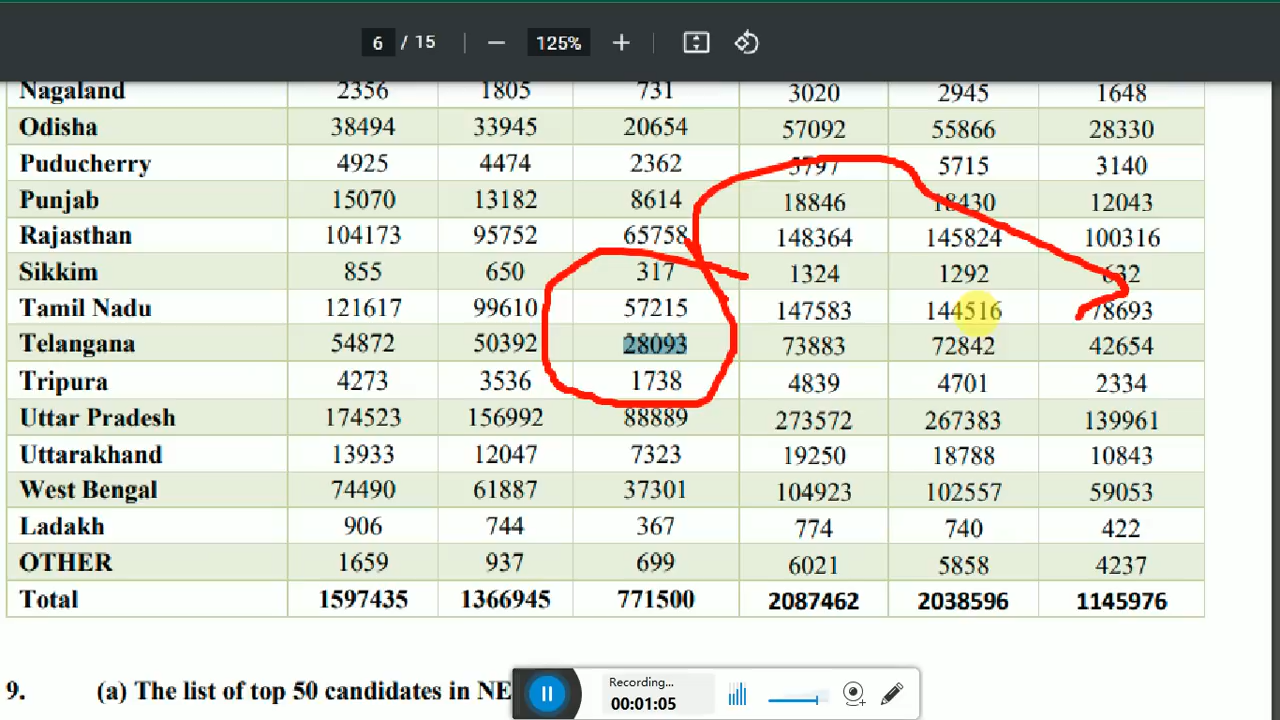 6 / 15 125%
Nagaland 2356 1805 731 3020 2945 1648
Odisha 38494 33945 20654 57092 55866 28330
Puducherry 4925 4474 2362 5797 5715 3140
Punjab 15070 13182 8614 18846 18430 12043
Rajasthan 104173 95752 65758 148364 145824 100316
Sikkim 855 650 317 1324 1292 632
Tamil Nadu 121617 99610 57215 147583 144516 78693
Telangana 54872 50392 28093 73883 72842 42654
Tripura 4273 3536 1738 4839 4701 2334
Uttar Pradesh 174523 156992 88889 273572 267383 139961
Uttarakhand 13933 12047 7323 19250 18788 10843
West Bengal 74490 61887 37301 104923 102557 59053
Ladakh 906 744 367 774 740 422
OTHER 1659 937 699 6021 5858 4237
Total 1597435 1366945 771500 2087462 2038596 1145976
9. (a) The list of top 50 candidates in NE
Recording...
00:01:05